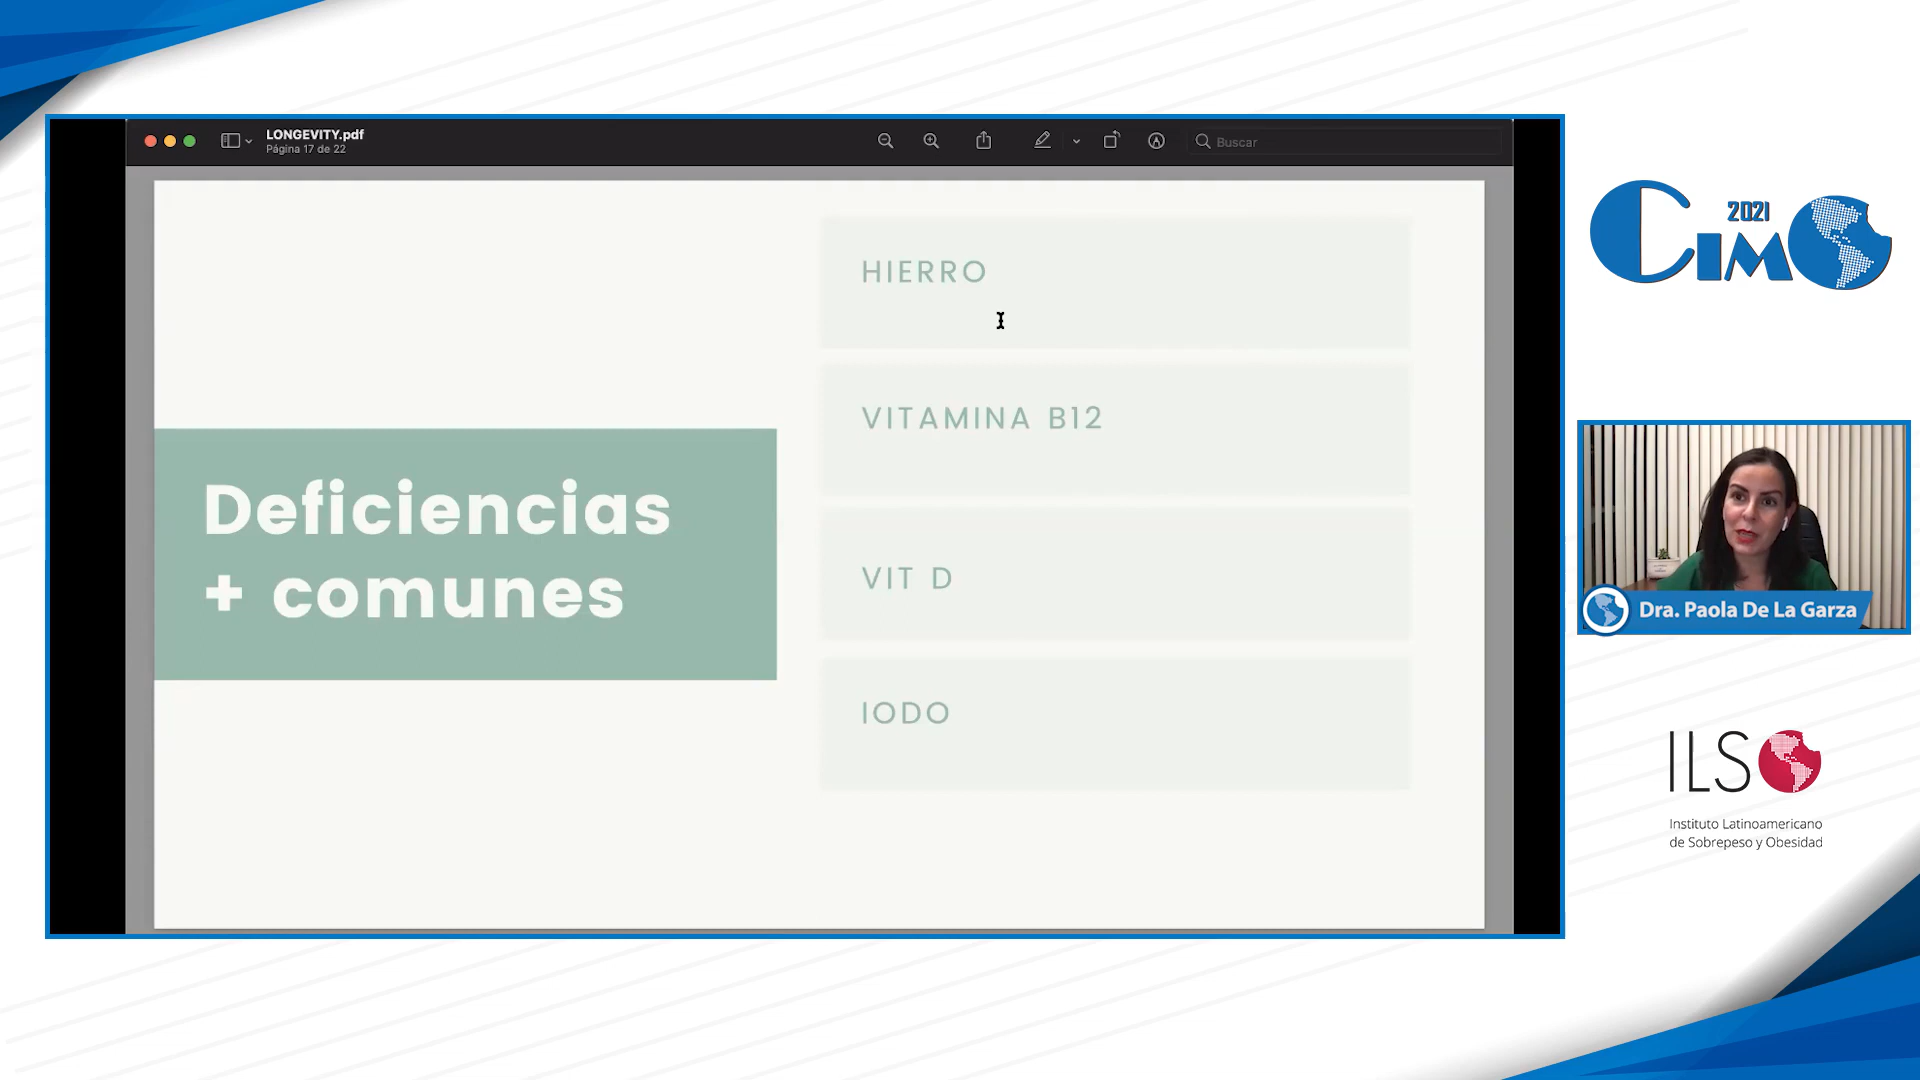 LONGEVITY.pdf
Página 17 de 22
Buscar
HIERRO
VITAMINA B12
VIT D
IODO
Deficiencias
+ comunes
2021
CIMO
Dra. Paola De La Garza
ILSO
Instituto Latinoamericano
de Sobrepeso y Obesidad